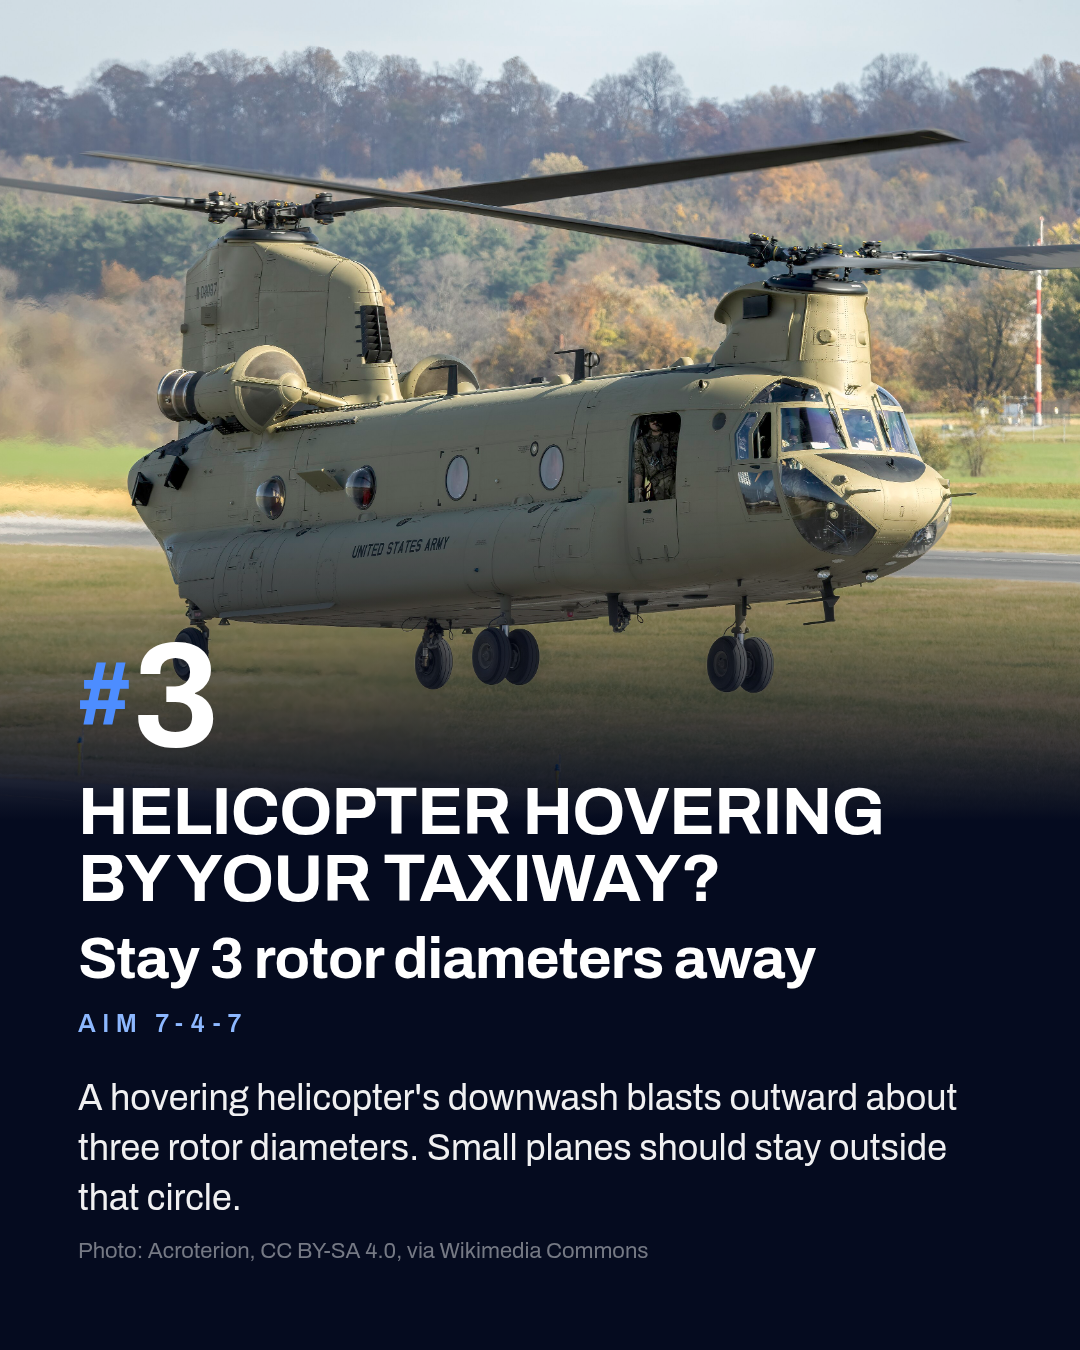 UNITED STATES ARMY
#3
HELICOPTER HOVERING
BY YOUR TAXIWAY?
Stay 3 rotor diameters away
AIM 7-4-7
A hovering helicopter's downwash blasts outward about
three rotor diameters. Small planes should stay outside
that circle.
Photo: Acroterion, CC BY-SA 4.0, via Wikimedia Commons